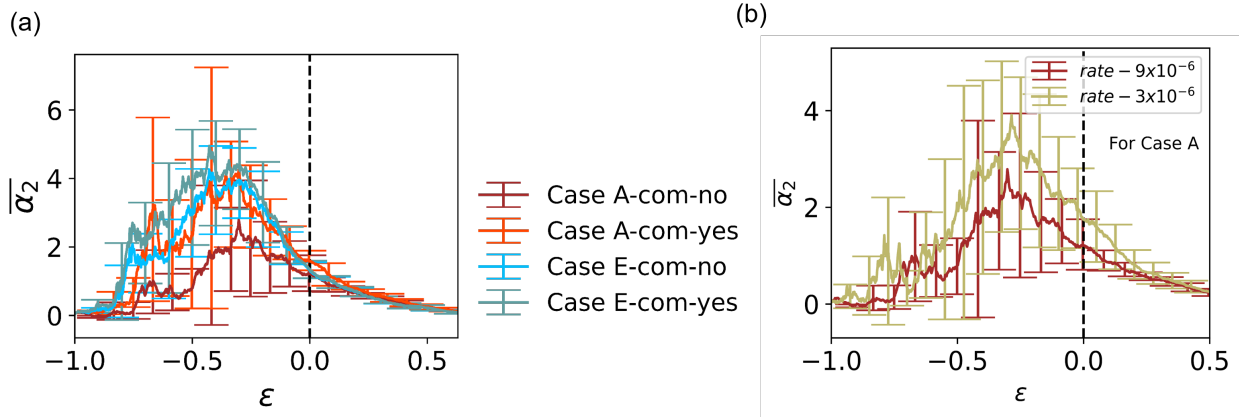 (a)
(b)
6
4
2
0
-1.0
-0.5
0.0
0.5
α₂
ε
Case A-com-no
Case A-com-yes
Case E-com-no
Case E-com-yes
4
2
0
−1.0
−0.5
0.0
0.5
α₂
ε
rate − 9x10⁻⁶
rate − 3x10⁻⁶
For Case A